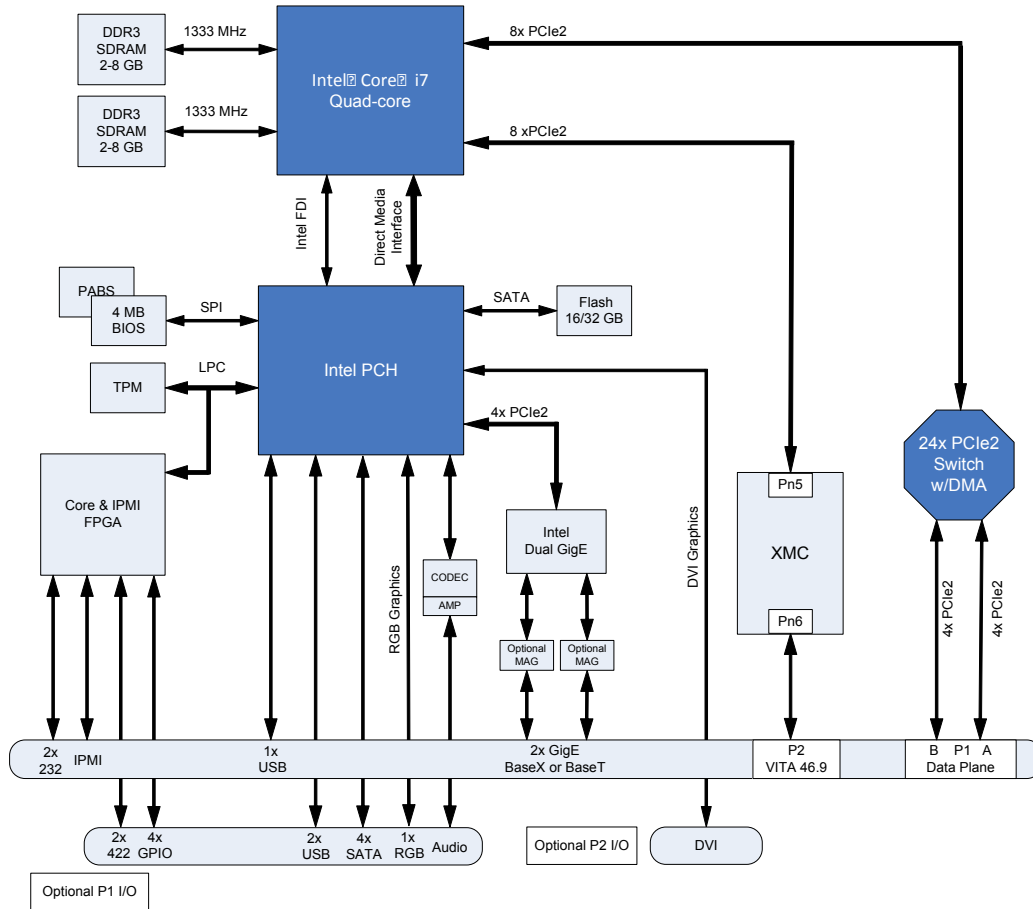 DDR3
SDRAM
2-8 GB
1333 MHz
Intel Core i7
Quad-core
8x PCIe2
DDR3
SDRAM
2-8 GB
1333 MHz
8 xPCIe2
Intel FDI
Direct Media
Interface
PABS
4 MB
BIOS
SPI
SATA
Flash
16/32 GB
TPM
LPC
Intel PCH
4x PCIe2
24x PCIe2
Switch
w/DMA
Core & IPMI
FPGA
Intel
Dual GigE
DVI Graphics
Pn5
XMC
Pn6
CODEC
AMP
RGB Graphics
Optional
MAG
Optional
MAG
4x PCIe2
4x PCIe2
2x
232
IPMI
1x
USB
2x GigE
BaseX or BaseT
P2
VITA 46.9
B P1 A
Data Plane
2x
422
4x
GPIO
2x
USB
4x
SATA
1x
RGB
Audio
Optional P2 I/O
DVI
Optional P1 I/O